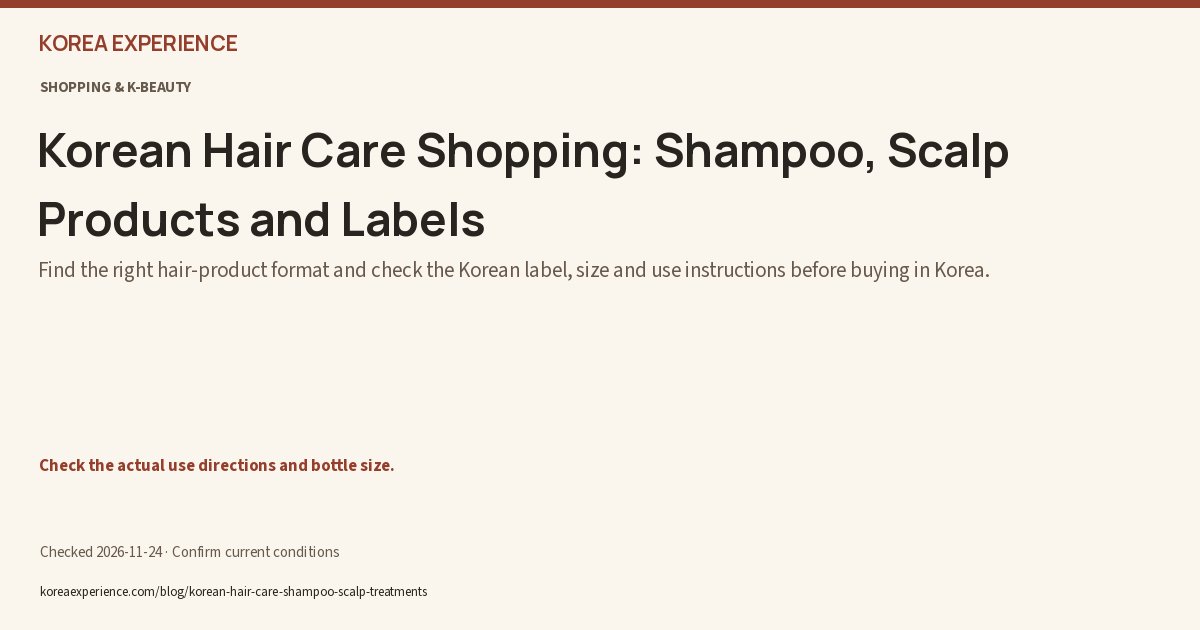 KOREA EXPERIENCE
SHOPPING & K-BEAUTY
Korean Hair Care Shopping: Shampoo, Scalp
Products and Labels
Find the right hair-product format and check the Korean label, size and use instructions before buying in Korea.
Check the actual use directions and bottle size.
Checked 2026-11-24 · Confirm current conditions
koreaexperience.com/blog/korean-hair-care-shampoo-scalp-treatments